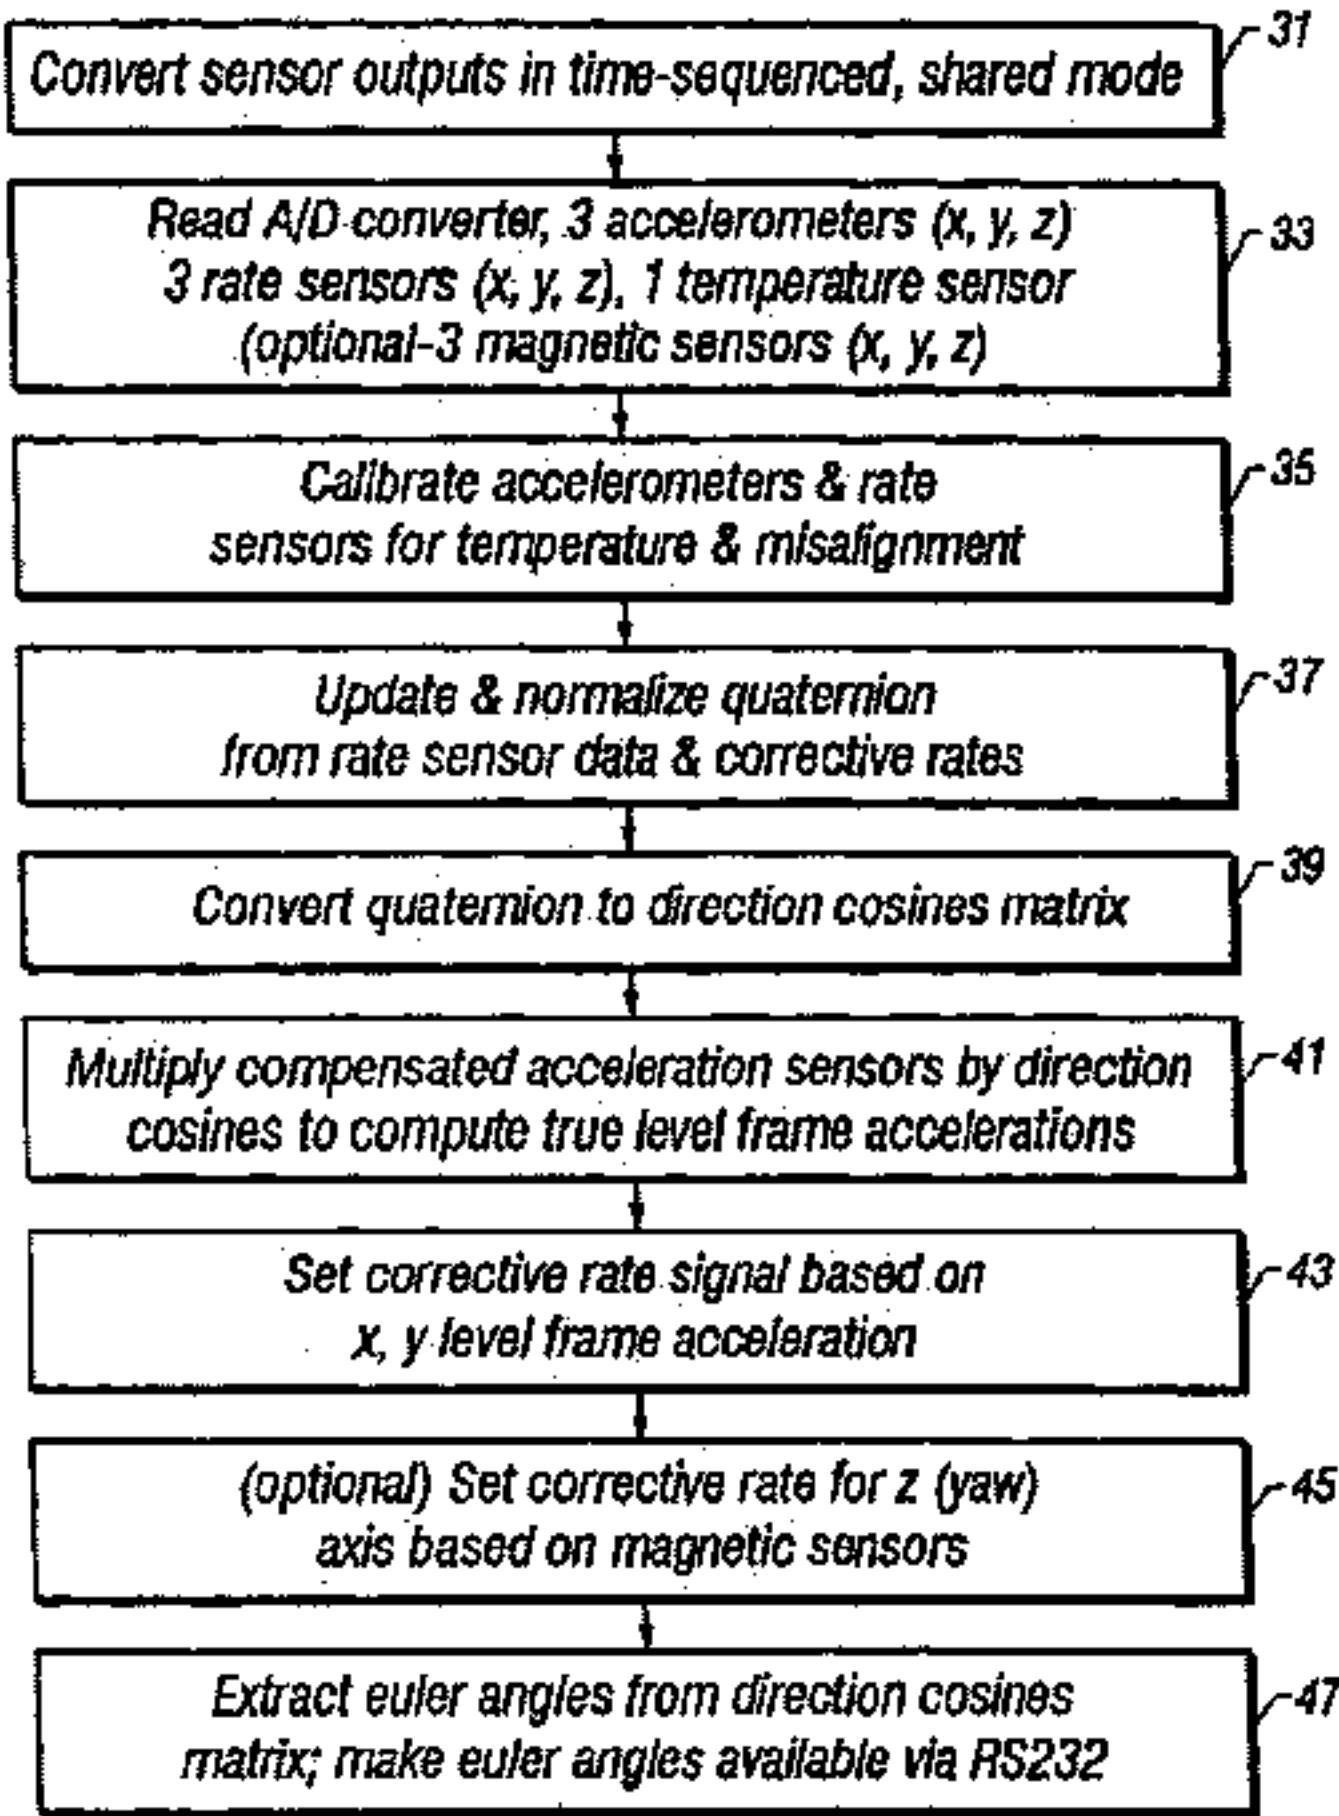 31
Convert sensor outputs in time-sequenced, shared mode
Read A/D converter, 3 accelerometers (x, y, z)
33
3 rate sensors (x, y, z), 1 temperature sensor
(optional-3 magnetic sensors (x, y, z)
Calibrate accelerometers & rate
35
sensors for temperature & misalignment
Update & normalize quaternion
37
from rate sensor data & corrective rates
39
Convert quaternion to direction cosines matrix
Multiply compensated acceleration sensors by direction
41
cosines to compute true level frame accelerations
Set corrective rate signal based on
43
x, y level frame acceleration
(optional) Set corrective rate for z (yaw)
45
axis based on magnetic sensors
Extract euler angles from direction cosines
47
matrix; make euler angles available via RS232